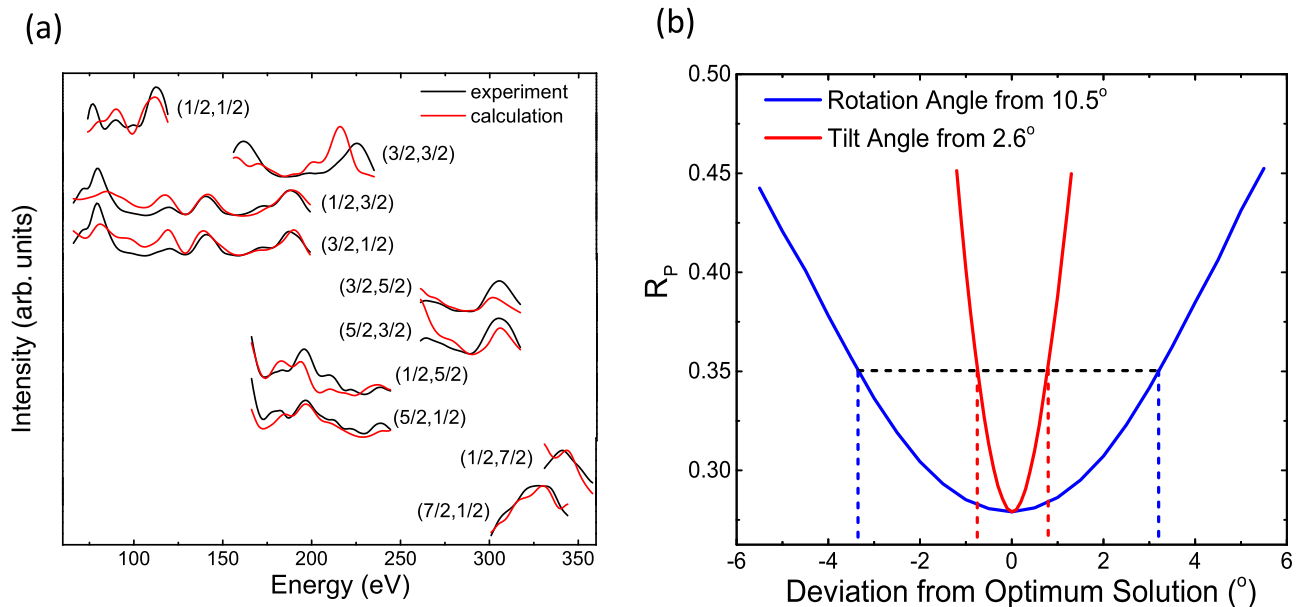 (a)
experiment
calculation
(1/2,1/2)
(3/2,3/2)
(1/2,3/2)
(3/2,1/2)
(3/2,5/2)
(5/2,3/2)
(1/2,5/2)
(5/2,1/2)
(1/2,7/2)
(7/2,1/2)
Intensity (arb. units)
100 150 200 250 300 350
Energy (eV)
(b)
Rotation Angle from 10.5°
Tilt Angle from 2.6°
0.50
0.45
0.40
0.35
0.30
R_P
-6 -4 -2 0 2 4 6
Deviation from Optimum Solution (°)